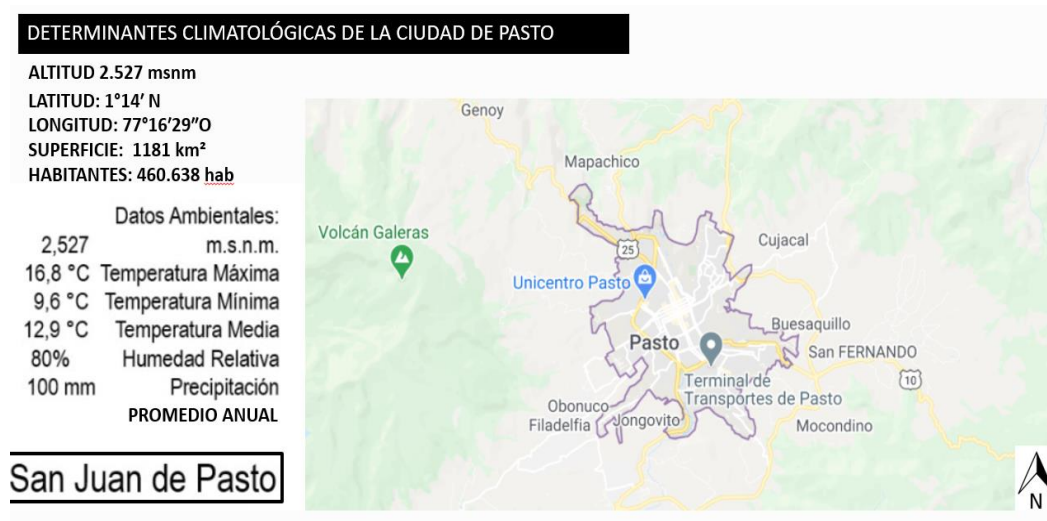 DETERMINANTES CLIMATOLÓGICAS DE LA CIUDAD DE PASTO
ALTITUD 2.527 msnm
LATITUD: 1°14’ N
LONGITUD: 77°16’29”O
SUPERFICIE: 1181 km²
HABITANTES: 460.638 hab
Datos Ambientales:
2,527 m.s.n.m.
16,8 °C Temperatura Máxima
9,6 °C Temperatura Mínima
12,9 °C Temperatura Media
80% Humedad Relativa
100 mm Precipitación
PROMEDIO ANUAL
San Juan de Pasto
Genoy
Mapachico
Volcán Galeras
Cujacal
25
Unicentro Pasto
Buesaquillo
Pasto
San FERNANDO
Terminal de
Transportes de Pasto
10
Obonuco
Filadelfia
Jongovito
Mocondino
N